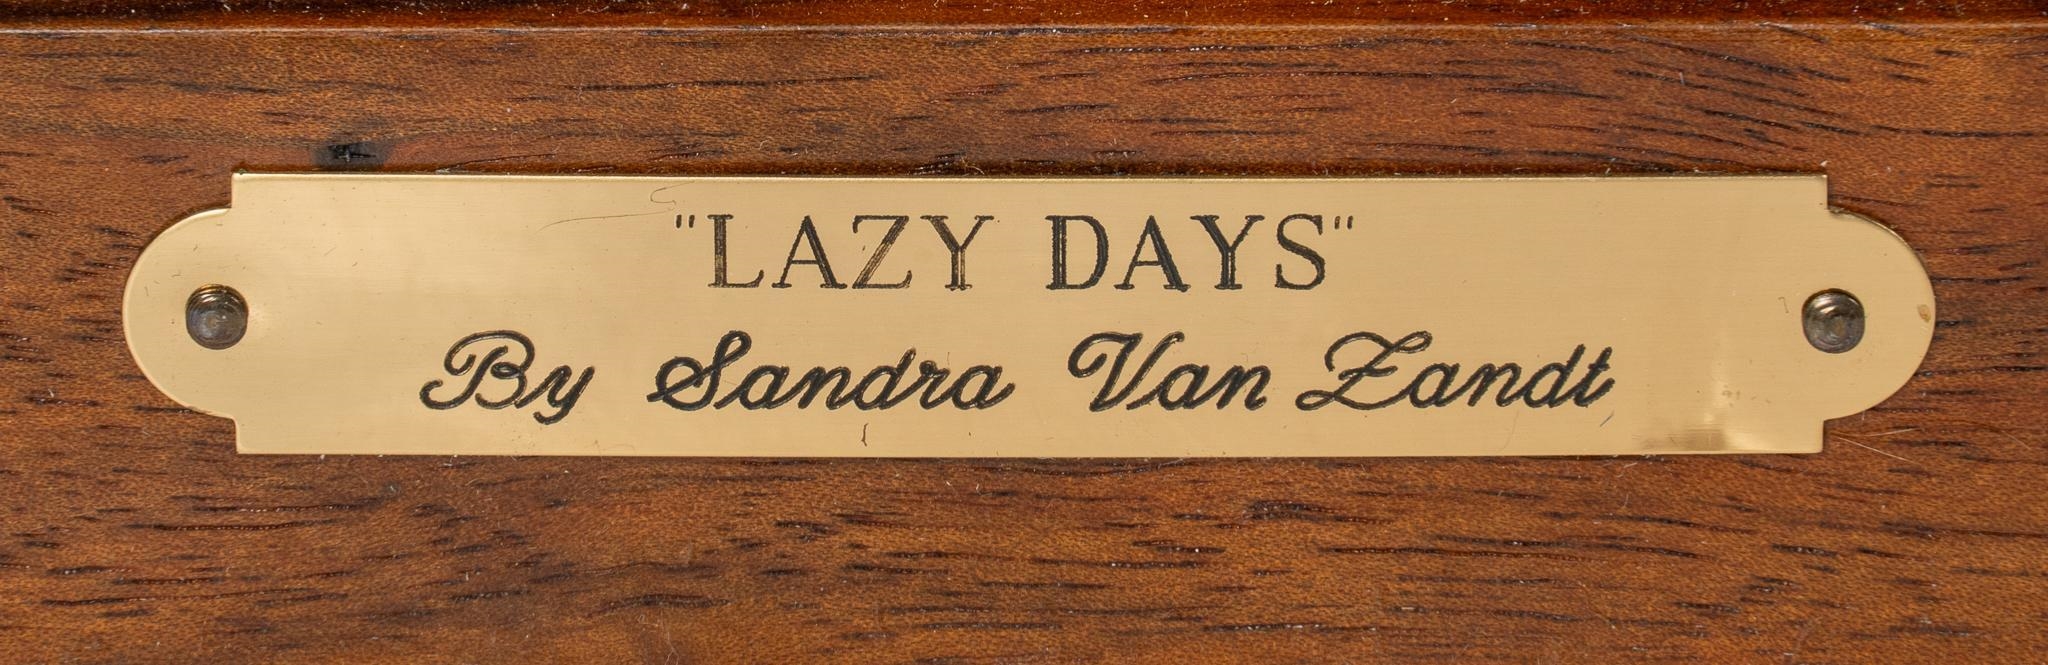 "LAZY DAYS"
By Sandra Van Zandt